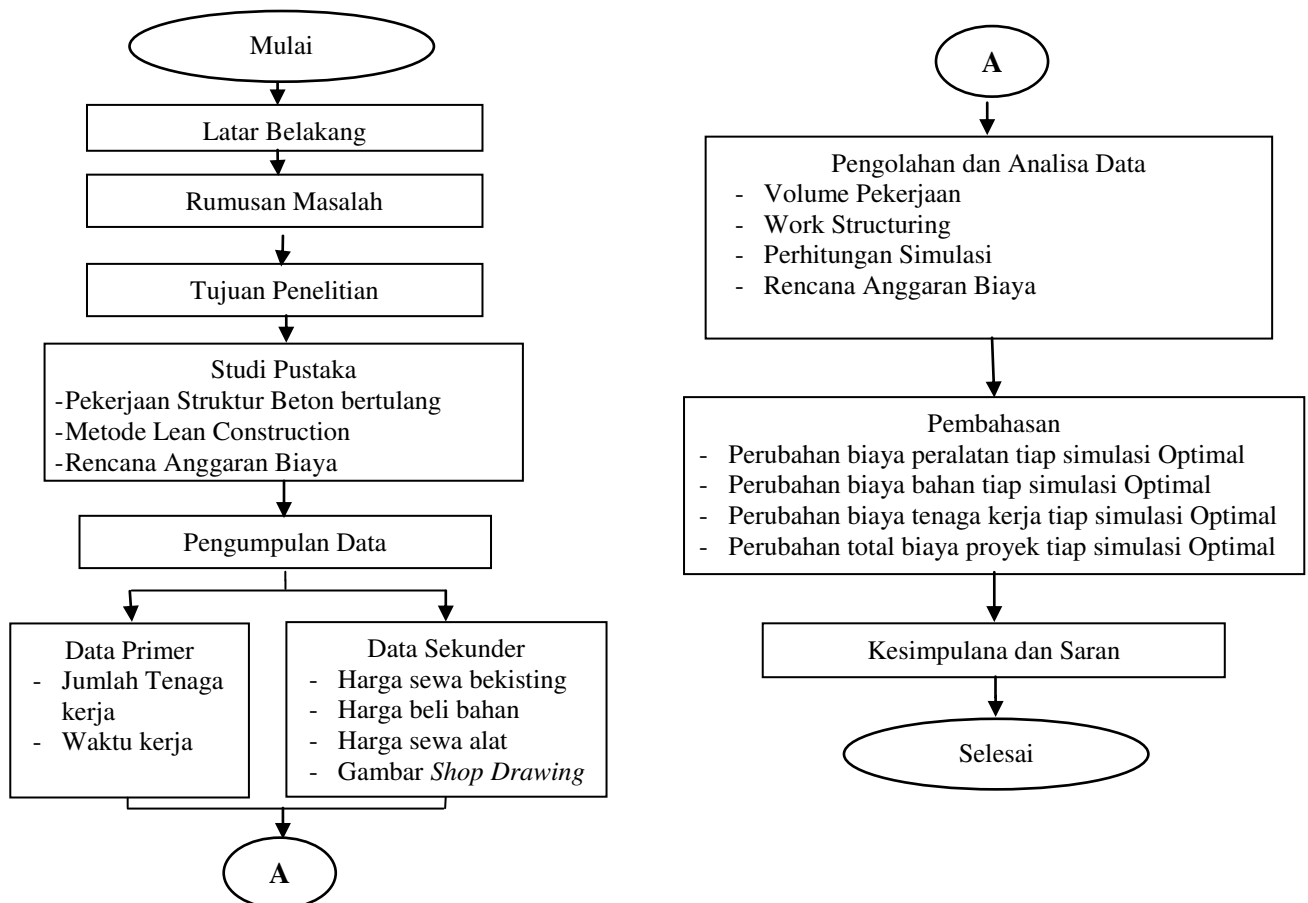 Mulai
Latar Belakang
Rumusan Masalah
Tujuan Penelitian
Studi Pustaka
-Pekerjaan Struktur Beton bertulang
-Metode Lean Construction
-Rencana Anggaran Biaya
Pengumpulan Data
Data Primer
- Jumlah Tenaga
kerja
- Waktu kerja
Data Sekunder
- Harga sewa bekisting
- Harga beli bahan
- Harga sewa alat
- Gambar Shop Drawing
A
A
Pengolahan dan Analisa Data
- Volume Pekerjaan
- Work Structuring
- Perhitungan Simulasi
- Rencana Anggaran Biaya
Pembahasan
- Perubahan biaya peralatan tiap simulasi Optimal
- Perubahan biaya bahan tiap simulasi Optimal
- Perubahan biaya tenaga kerja tiap simulasi Optimal
- Perubahan total biaya proyek tiap simulasi Optimal
Kesimpulana dan Saran
Selesai